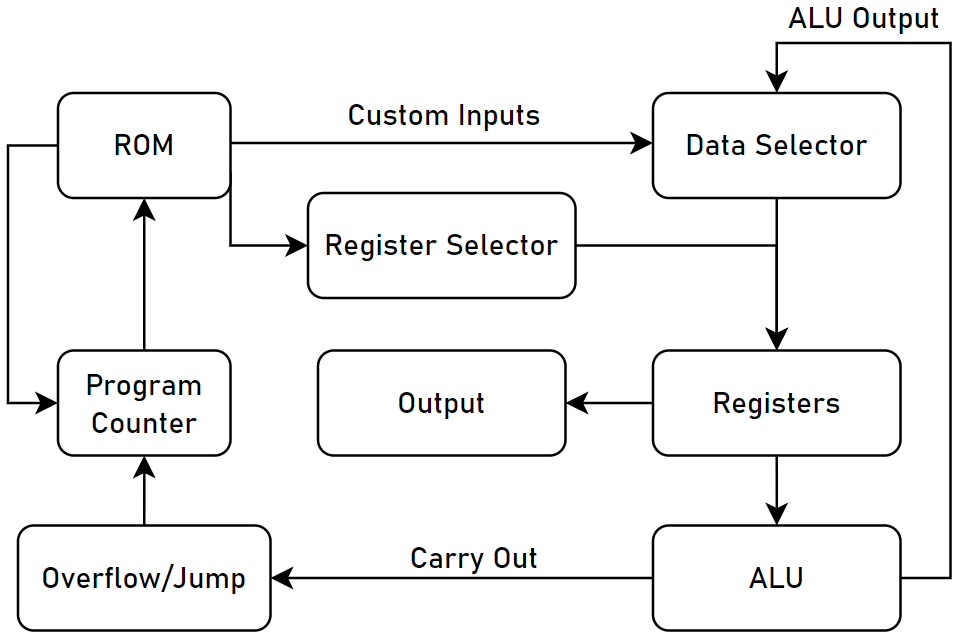 ALU Output
ROM
Custom Inputs
Data Selector
Register Selector
Program
Counter
Output
Registers
Overflow/Jump
Carry Out
ALU